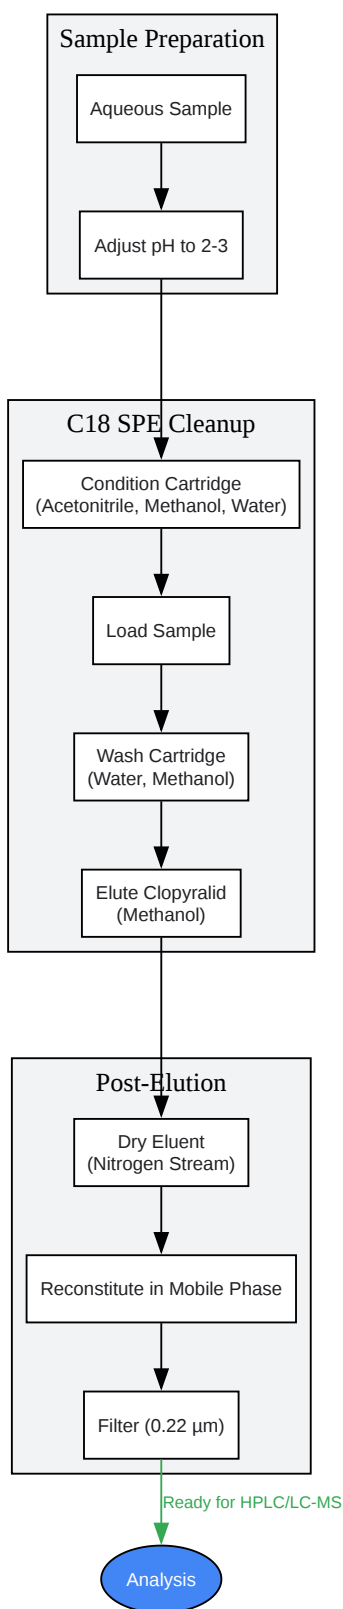 Sample Preparation
Aqueous Sample
Adjust pH to 2-3
C18 SPE Cleanup
Condition Cartridge
(Acetonitrile, Methanol, Water)
Load Sample
Wash Cartridge
(Water, Methanol)
Elute Clopyralid
(Methanol)
Post-Elution
Dry Eluent
(Nitrogen Stream)
Reconstitute in Mobile Phase
Filter (0.22 µm)
Ready for HPLC/LC-MS
Analysis